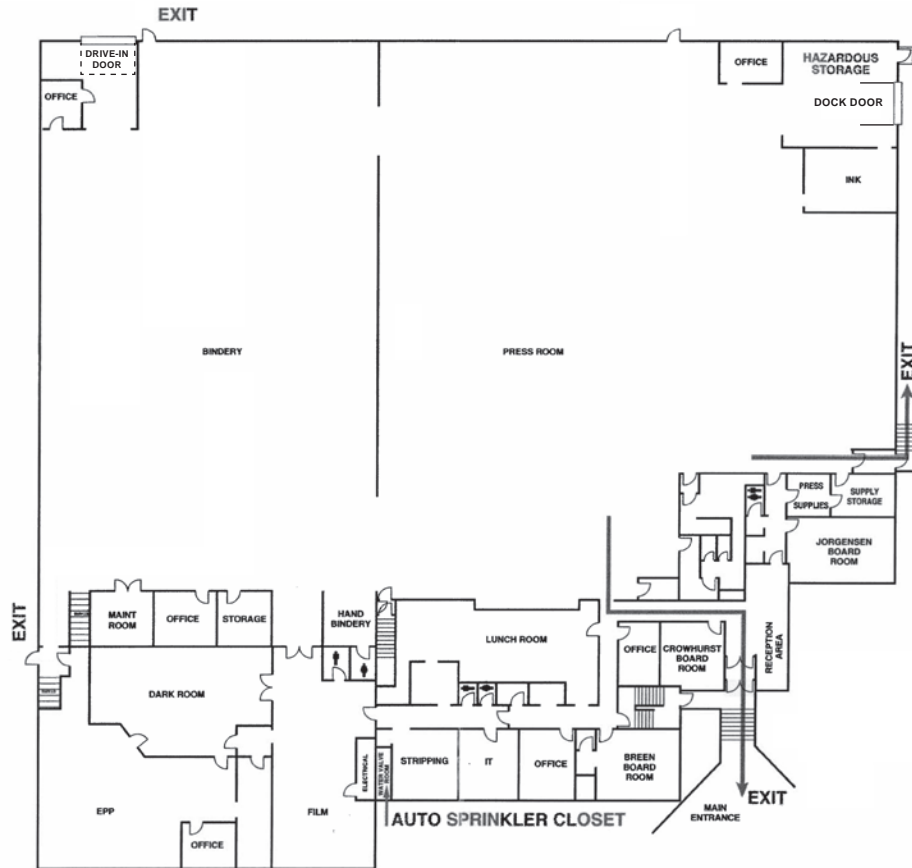 EXIT
DRIVE-IN
DOOR
OFFICE
OFFICE
HAZARDOUS
STORAGE
DOCK DOOR
INK
BINDERY
PRESS ROOM
EXIT
PRESS
SUPPLIES
SUPPLY
STORAGE
JORGENSEN
BOARD
ROOM
EXIT
MAINT
ROOM
OFFICE
STORAGE
HAND
BINDERY
LUNCH ROOM
OFFICE
CROWHURST
BOARD
ROOM
RECEPTION
AREA
DARK ROOM
ELECTRICAL
WATER VALVE
ROOM
STRIPPING
IT
OFFICE
BREEN
BOARD
ROOM
EPP
FILM
OFFICE
MAIN
ENTRANCE
EXIT
AUTO SPRINKLER CLOSET